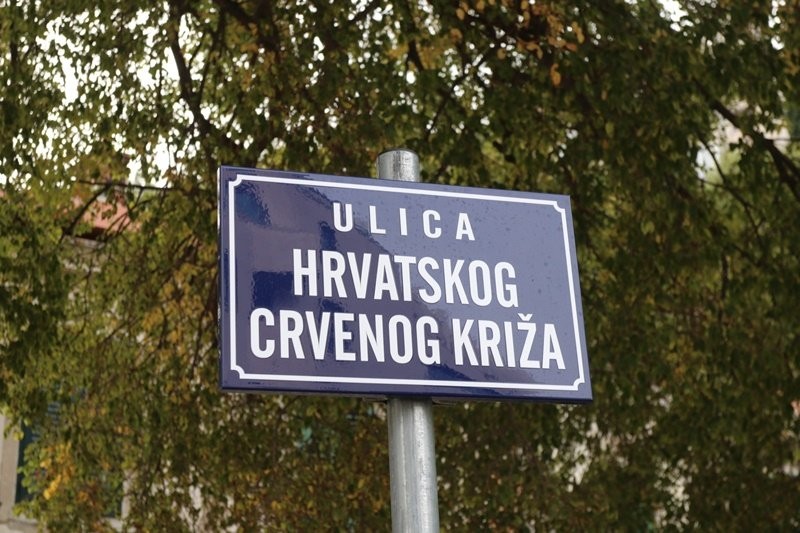 ULICA
HRVATSKOG
CRVENOG KRIŽA